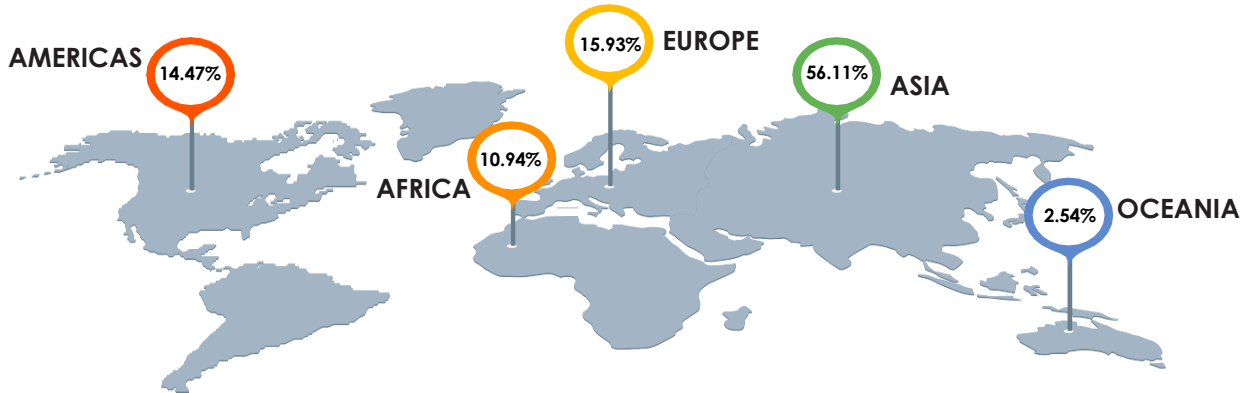 AMERICAS
14.47%
15.93%
EUROPE
56.11%
ASIA
10.94%
AFRICA
2.54%
OCEANIA